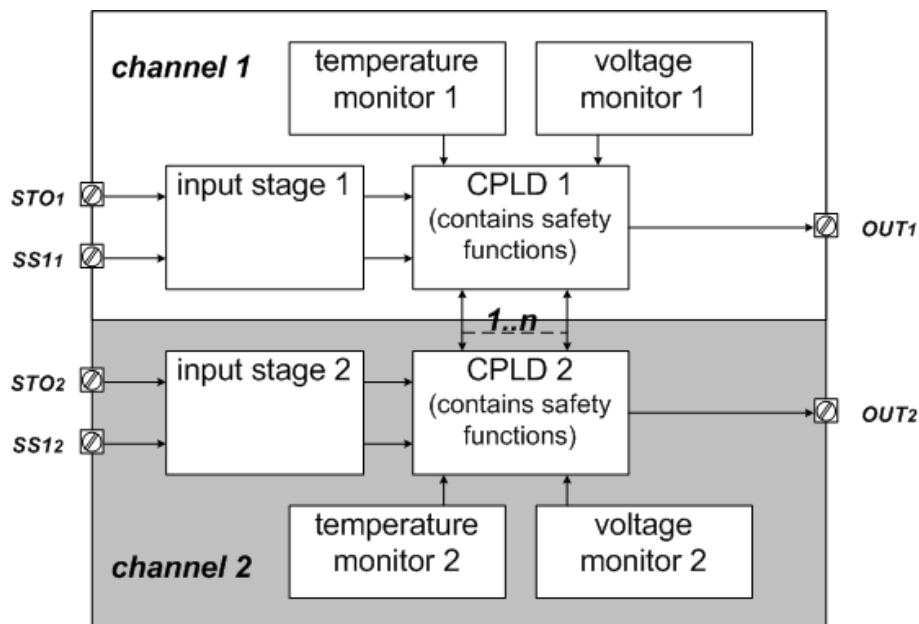 channel 1
temperature
monitor 1
voltage
monitor 1
STO1
SS11
input stage 1
CPLD 1
(contains safety
functions)
OUT1
1..n
STO2
SS12
input stage 2
CPLD 2
(contains safety
functions)
OUT2
temperature
monitor 2
voltage
monitor 2
channel 2